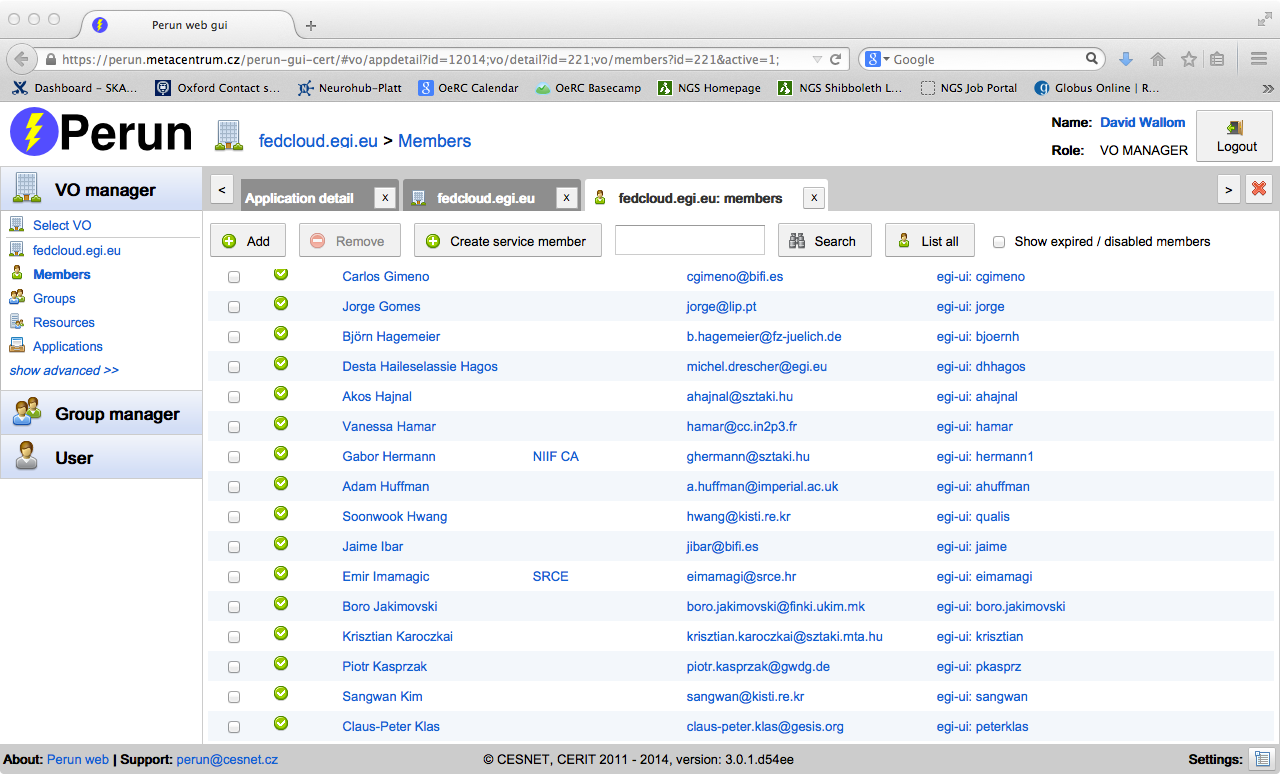 Perun web gui
https://perun.metacentrum.cz/perun-gui-cert/#vo/appdetail?id=12014;vo/detail?id=221;vo/members?id=221&active=1;
Google
Dashboard - SKA... Oxford Contact s... Neurohub-Platt OeRC Calendar OeRC Basecamp NGS Homepage NGS Shibboleth L... NGS Job Portal Globus Online | R...
Perun
fedcloud.egi.eu > Members
Name: David Wallom
Role: VO MANAGER
Logout
VO manager
Select VO
fedcloud.egi.eu
Members
Groups
Resources
Applications
show advanced >>
Group manager
User
< Application detail x fedcloud.egi.eu x fedcloud.egi.eu: members x >
Add Remove Create service member Search List all Show expired / disabled members
Carlos Gimeno cgimeno@bifi.es egi-ui: cgimeno
Jorge Gomes jorge@lip.pt egi-ui: jorge
Björn Hagemeier b.hagemeier@fz-juelich.de egi-ui: bjoernh
Desta Haileselassie Hagos michel.drescher@egi.eu egi-ui: dhhagos
Akos Hajnal ahajnal@sztaki.hu egi-ui: ahajnal
Vanessa Hamar hamar@cc.in2p3.fr egi-ui: hamar
Gabor Hermann NIIF CA ghermann@sztaki.hu egi-ui: hermann1
Adam Huffman a.huffman@imperial.ac.uk egi-ui: ahuffman
Soonwook Hwang hwang@kisti.re.kr egi-ui: qualis
Jaime Ibar jibar@bifi.es egi-ui: jaime
Emir Imamagic SRCE eimamagi@srce.hr egi-ui: eimamagi
Boro Jakimovski boro.jakimovski@finki.ukim.mk egi-ui: boro.jakimovski
Krisztian Karoczkai krisztian.karoczkai@sztaki.mta.hu egi-ui: krisztian
Piotr Kasprzak piotr.kasprzak@gwdg.de egi-ui: pkasprz
Sangwan Kim sangwan@kisti.re.kr egi-ui: sangwan
Claus-Peter Klas claus-peter.klas@gesis.org egi-ui: peterklas
About: Perun web | Support: perun@cesnet.cz © CESNET, CERIT 2011 - 2014, version: 3.0.1.d54ee Settings: